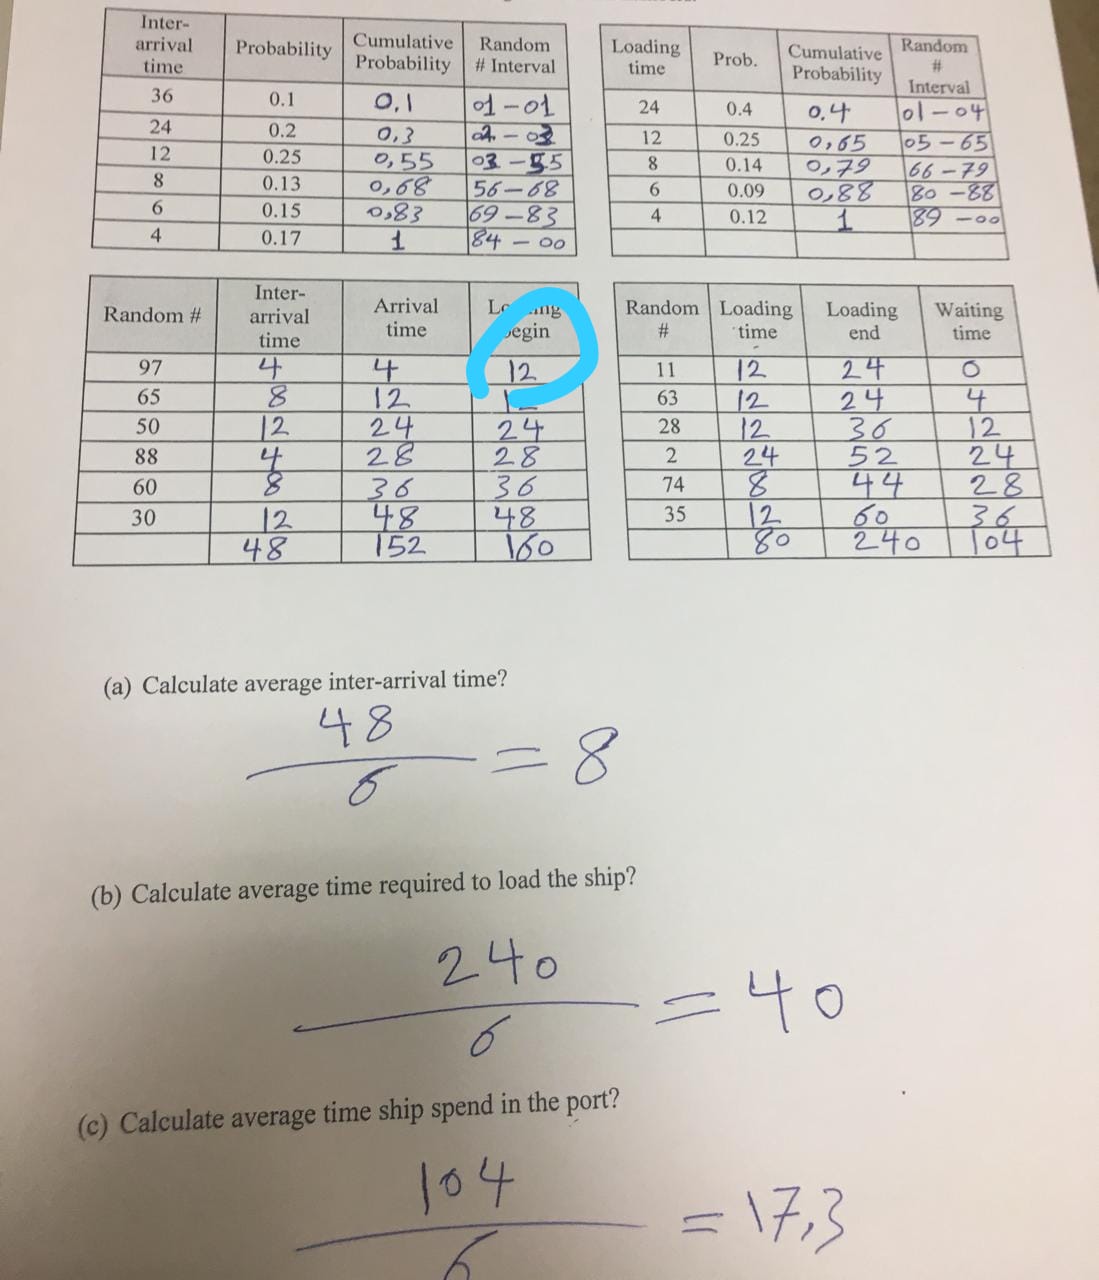 Inter-arrival time Probability Cumulative Probability Random # Interval
36 0.1 0,1 01-01
24 0.2 0,3 02-02
12 0.25 0,55 03-55
8 0.13 0,68 56-68
6 0.15 0,83 69-83
4 0.17 1 84-00
Loading time Prob. Cumulative Probability Random # Interval
24 0.4 0.4 01-04
12 0.25 0,65 05-65
8 0.14 0,79 66-79
6 0.09 0,88 80-88
4 0.12 1 89-00
Random # Inter-arrival time Arrival time begin
97 4 4 12
65 8 12
50 12 24 24
88 4 28 28
60 8 36 36
30 12 48 48
48 152 160
Random # Loading time Loading end Waiting time
11 12 24 0
63 12 24 4
28 12 36 12
2 24 52 24
74 8 44 28
35 12 60 36
80 240 104
(a) Calculate average inter-arrival time?
48
6
= 8
(b) Calculate average time required to load the ship?
240
6
= 40
(c) Calculate average time ship spend in the port?
104
6
= 17,3